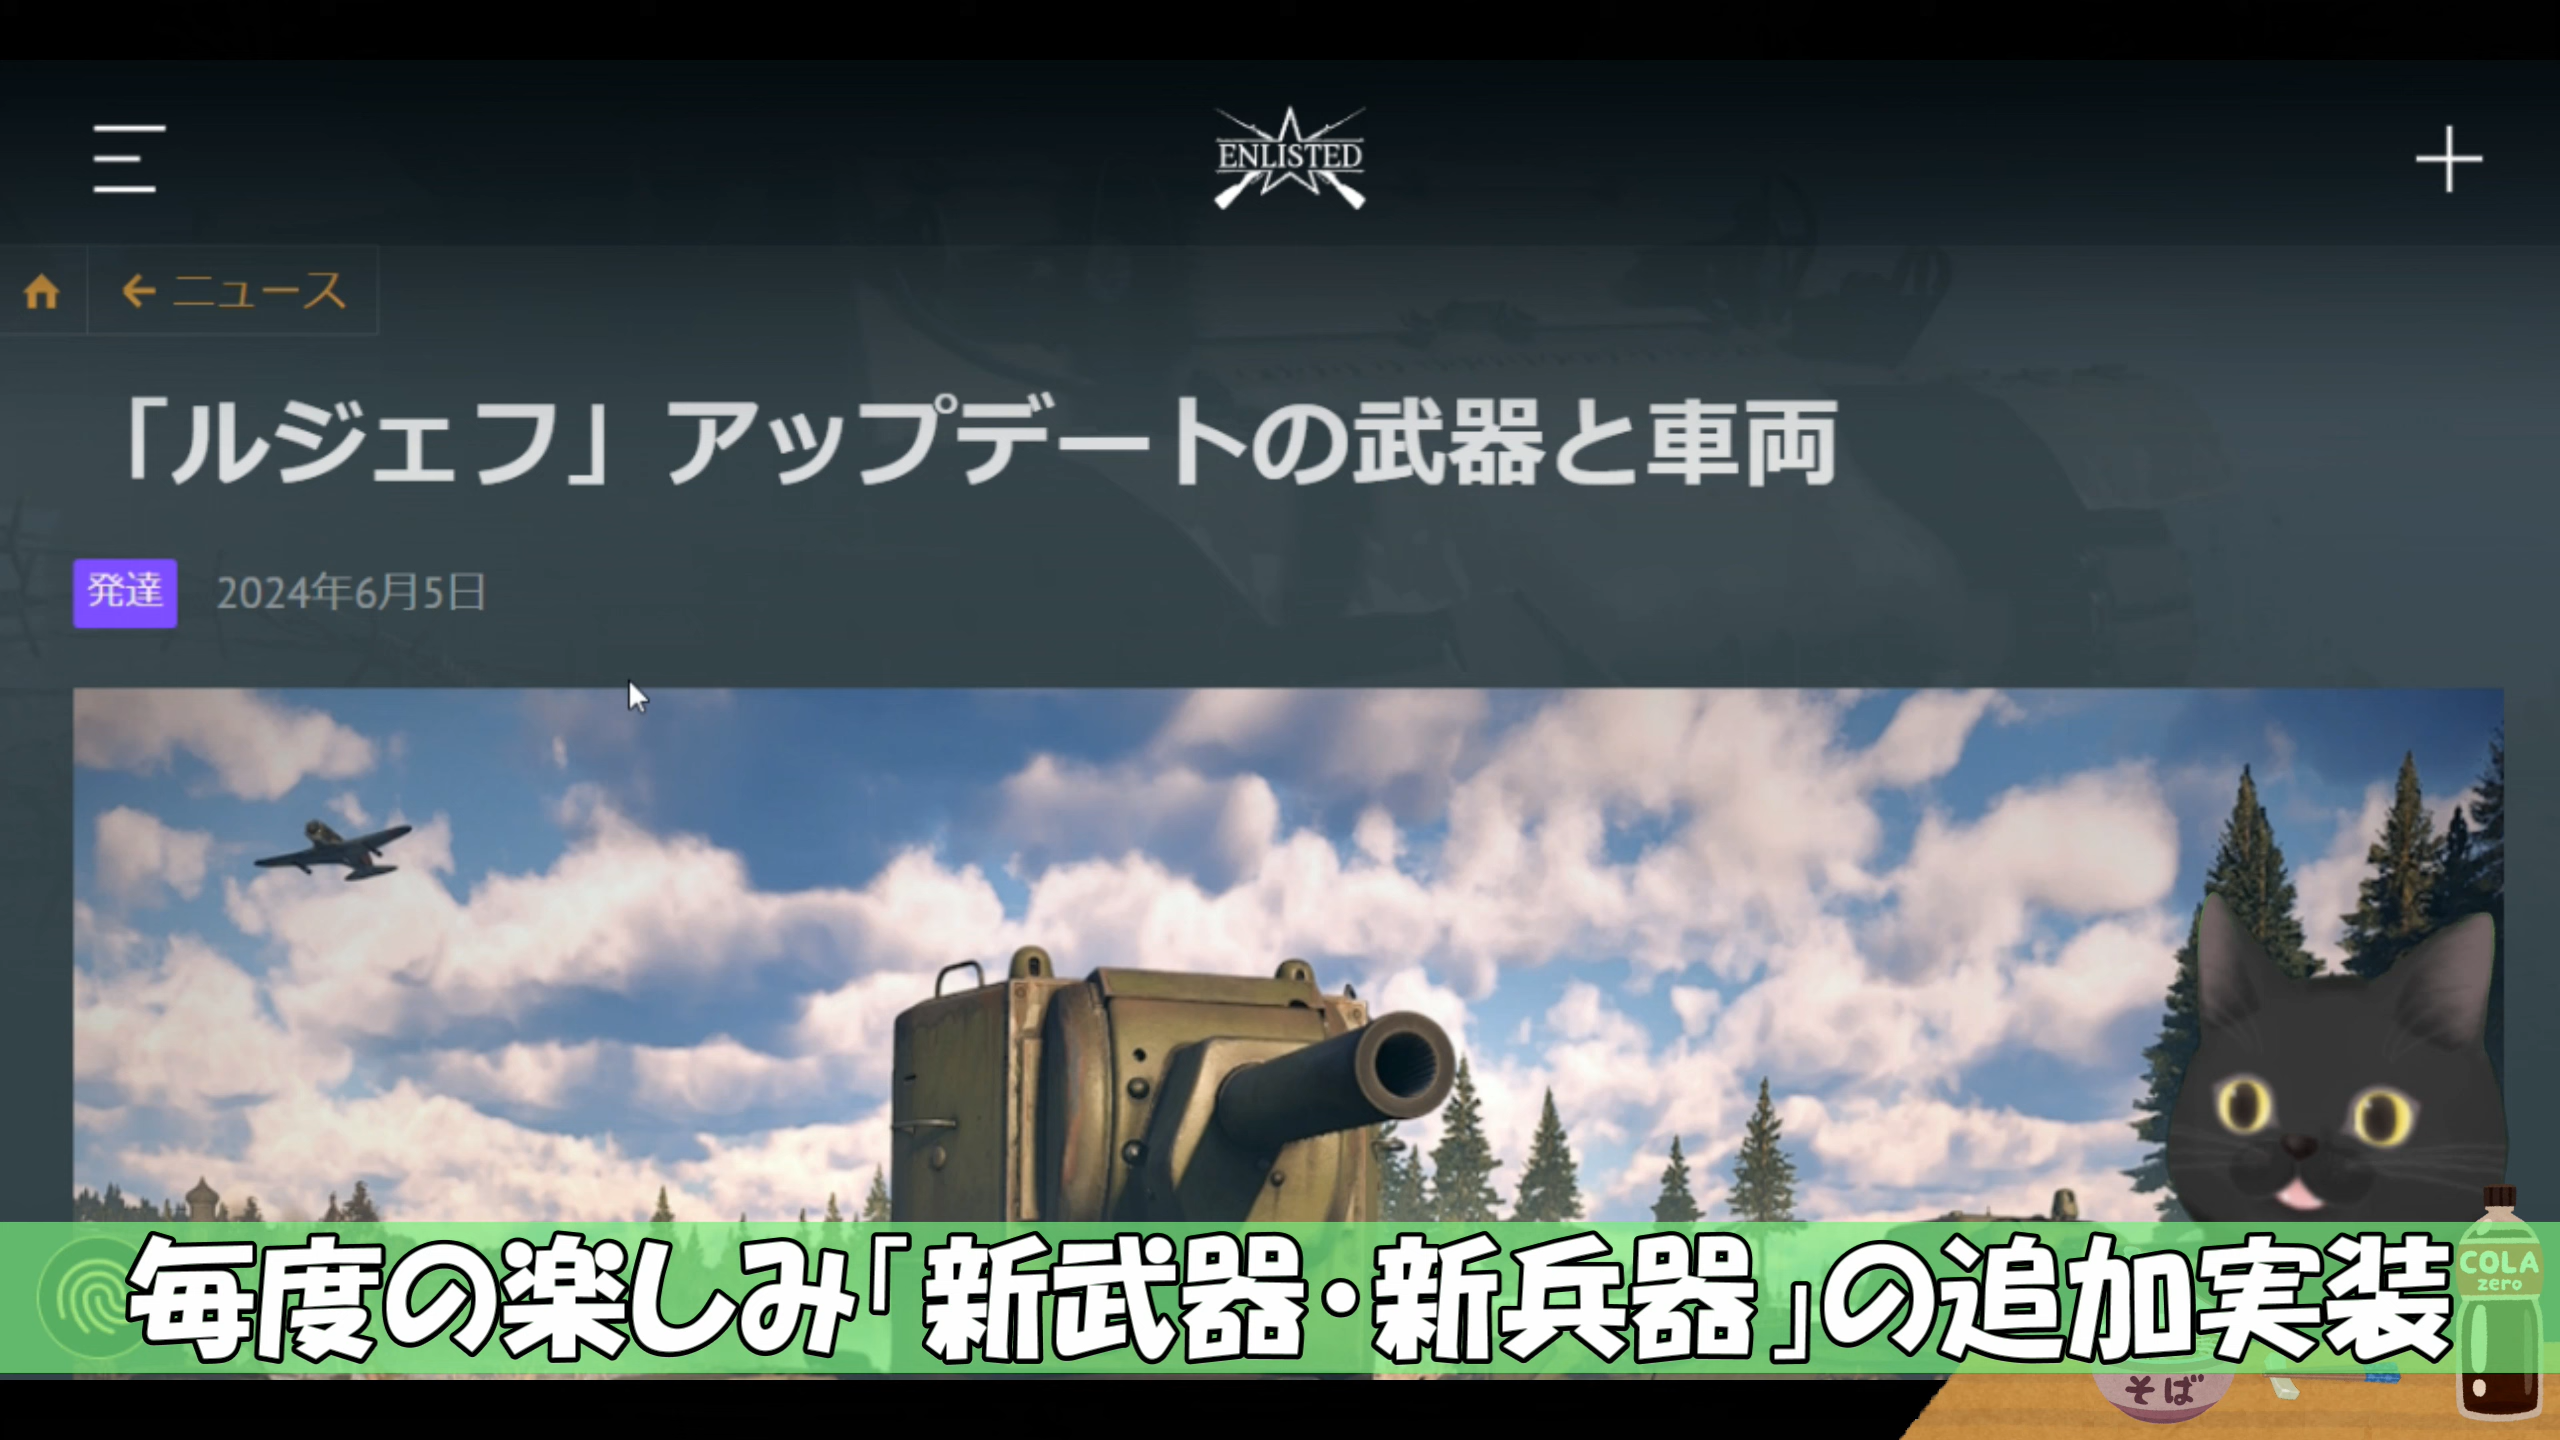 ENLISTED
ニュース
「ルジェフ」アップデートの武器と車両
発達 2024年6月5日
毎度の楽しみ「新武器・新兵器」の追加実装
COLA
zero
そば